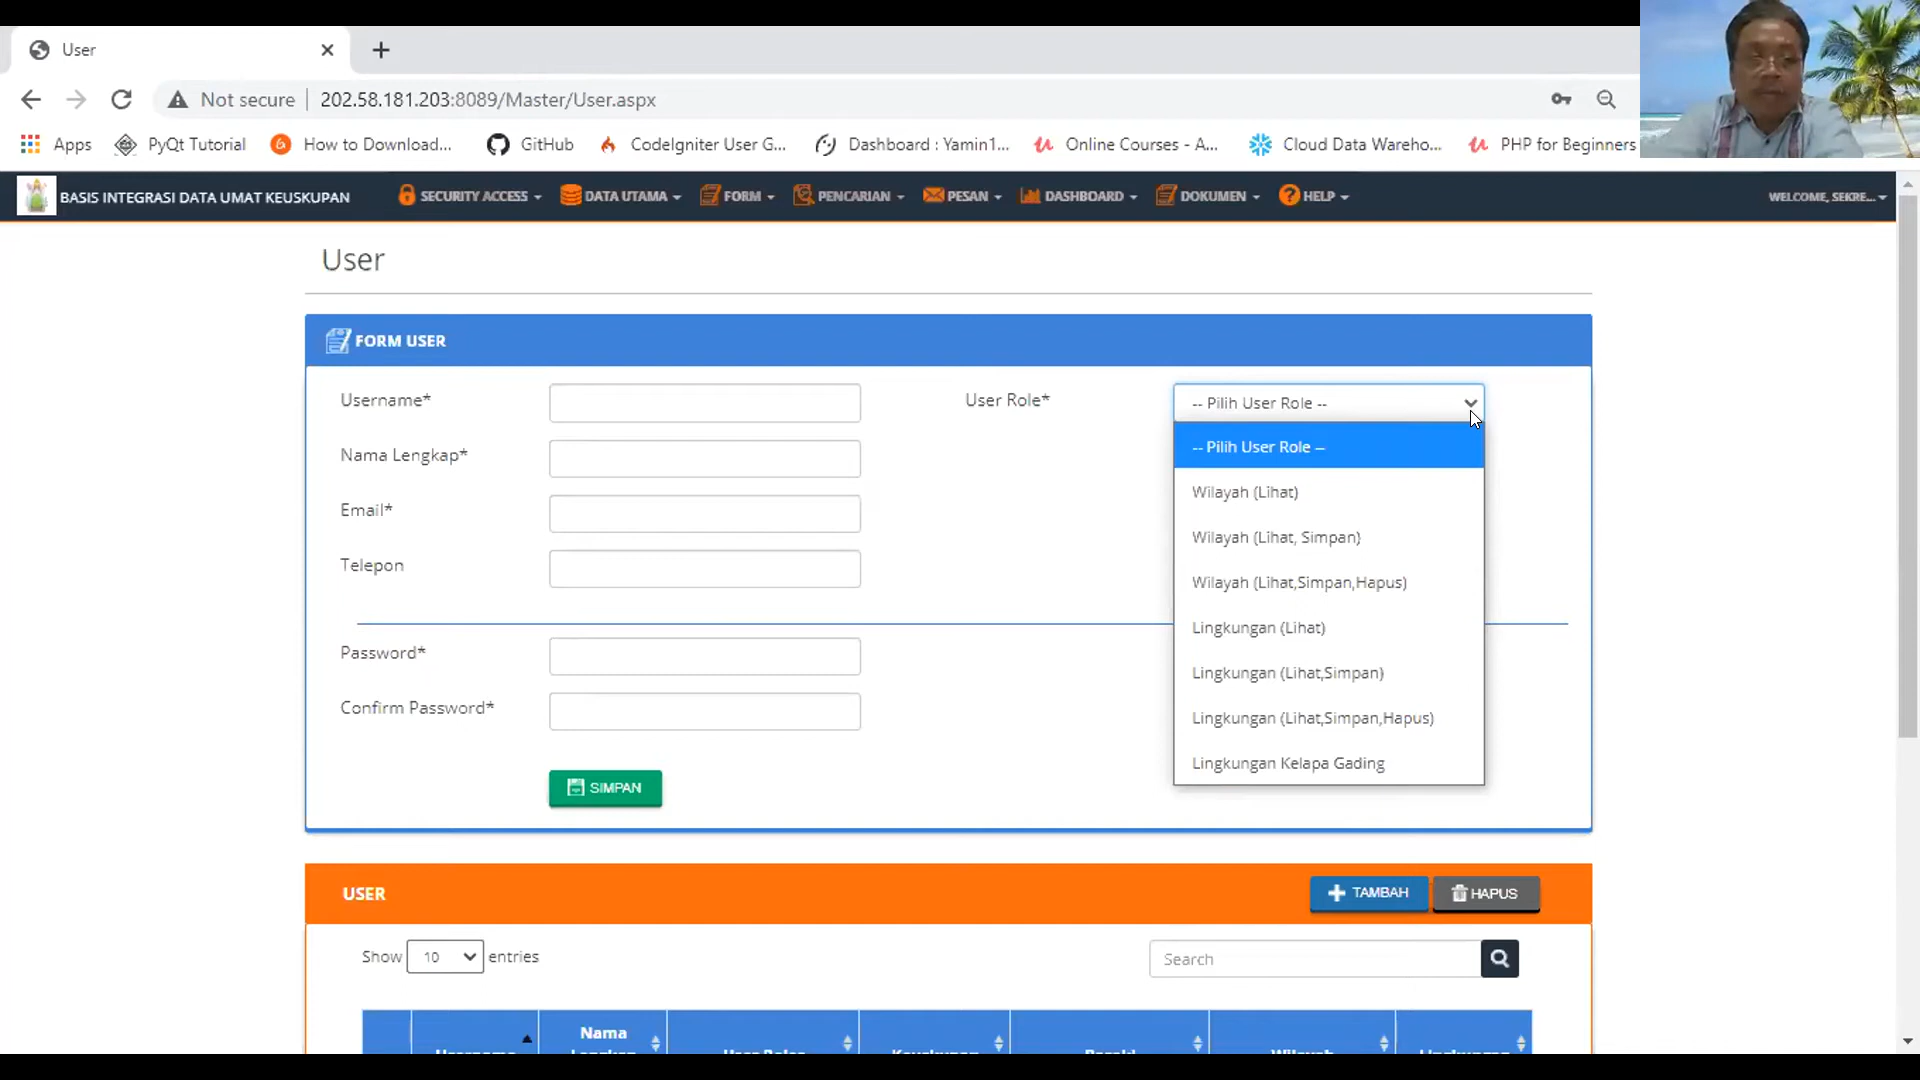 User
Not secure 202.58.181.203:8089/Master/User.aspx
Apps PyQt Tutorial How to Download... GitHub CodeIgniter User G... Dashboard : Yamin1... Online Courses - A... Cloud Data Wareho... PHP for Beginners
BASIS INTEGRASI DATA UMAT KEUSKUPAN SECURITY ACCESS DATA UTAMA FORM PENCARIAN PESAN DASHBOARD DOKUMEN HELP WELCOME, SEKRE...
User
FORM USER
Username* User Role* -- Pilih User Role --
-- Pilih User Role --
Nama Lengkap*
Wilayah (Lihat)
Email*
Wilayah (Lihat, Simpan)
Telepon
Wilayah (Lihat,Simpan,Hapus)
Lingkungan (Lihat)
Password*
Lingkungan (Lihat,Simpan)
Confirm Password*
Lingkungan (Lihat,Simpan,Hapus)
Lingkungan Kelapa Gading
SIMPAN
USER TAMBAH HAPUS
Show 10 entries Search
Nama